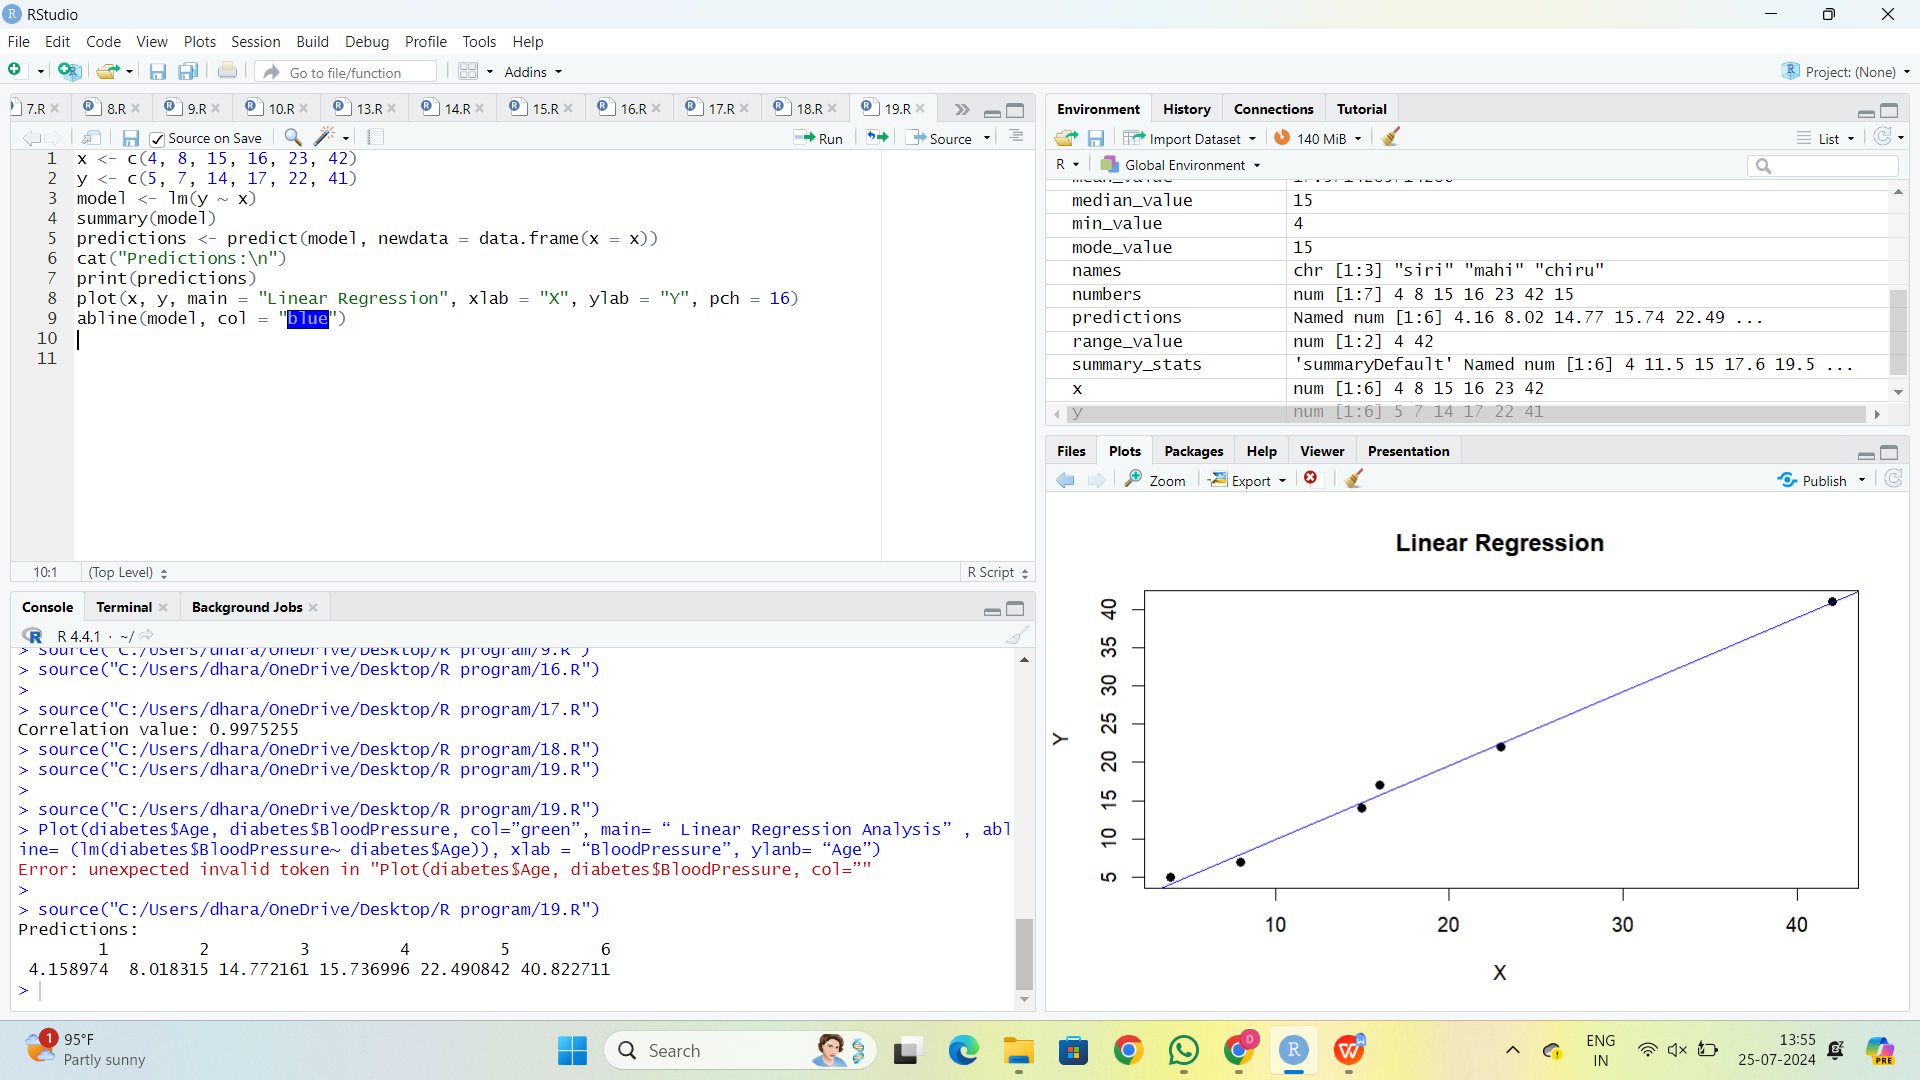 RStudio
File Edit Code View Plots Session Build Debug Profile Tools Help
Go to file/function Addins Project: (None)
7.R 8.R 9.R 10.R 13.R 14.R 15.R 16.R 17.R 18.R 19.R
Source on Save Run Source
1 x <- c(4, 8, 15, 16, 23, 42)
2 y <- c(5, 7, 14, 17, 22, 41)
3 model <- lm(y ~ x)
4 summary(model)
5 predictions <- predict(model, newdata = data.frame(x = x))
6 cat("Predictions:\n")
7 print(predictions)
8 plot(x, y, main = "Linear Regression", xlab = "X", ylab = "Y", pch = 16)
9 abline(model, col = "blue")
10
11
10:1 (Top Level) R Script
Console Terminal Background Jobs
R 4.4.1 · ~/
> source("C:/Users/dhara/OneDrive/Desktop/R program/9.R")
> source("C:/Users/dhara/OneDrive/Desktop/R program/16.R")
>
> source("C:/Users/dhara/OneDrive/Desktop/R program/17.R")
Correlation value: 0.9975255
> source("C:/Users/dhara/OneDrive/Desktop/R program/18.R")
> source("C:/Users/dhara/OneDrive/Desktop/R program/19.R")
>
> source("C:/Users/dhara/OneDrive/Desktop/R program/19.R")
> Plot(diabetes$Age, diabetes$BloodPressure, col=”green”, main= “ Linear Regression Analysis” , abl
ine= (lm(diabetes$BloodPressure~ diabetes$Age)), xlab = “BloodPressure”, ylanb= “Age”)
Error: unexpected invalid token in "Plot(diabetes$Age, diabetes$BloodPressure, col=”"
>
> source("C:/Users/dhara/OneDrive/Desktop/R program/19.R")
Predictions:
1 2 3 4 5 6
4.158974 8.018315 14.772161 15.736996 22.490842 40.822711
>
Environment History Connections Tutorial
Import Dataset 140 MiB List
R Global Environment
median_value 15
min_value 4
mode_value 15
names chr [1:3] "siri" "mahi" "chiru"
numbers num [1:7] 4 8 15 16 23 42 15
predictions Named num [1:6] 4.16 8.02 14.77 15.74 22.49 ...
range_value num [1:2] 4 42
summary_stats 'summaryDefault' Named num [1:6] 4 11.5 15 17.6 19.5 ...
x num [1:6] 4 8 15 16 23 42
y num [1:6] 5 7 14 17 22 41
Files Plots Packages Help Viewer Presentation
Zoom Export Publish
Linear Regression
40
35
30
25
20
15
10
5
Y
10 20 30 40
X
1 95°F
Partly sunny
Search
D
PRE
ENG
IN
13:55
25-07-2024